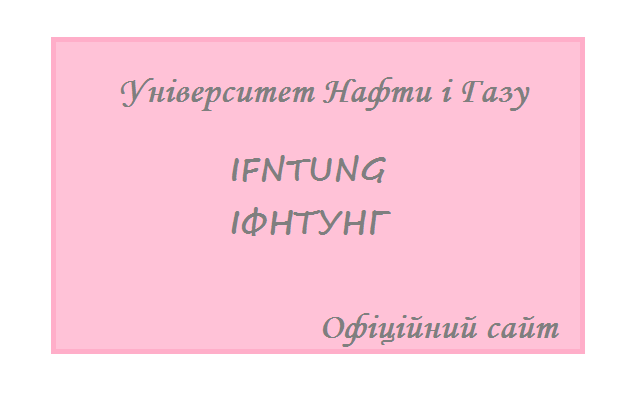 Університет Нафти і Газу
IFNTUNG
ІФНТУНГ
Офіційний сайт